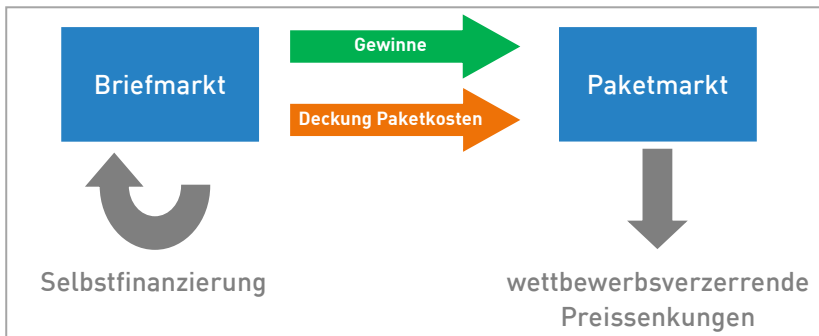 Briefmarkt
Gewinne
Deckung Paketkosten
Paketmarkt
Selbstfinanzierung
wettbewerbsverzerrende
Preissenkungen